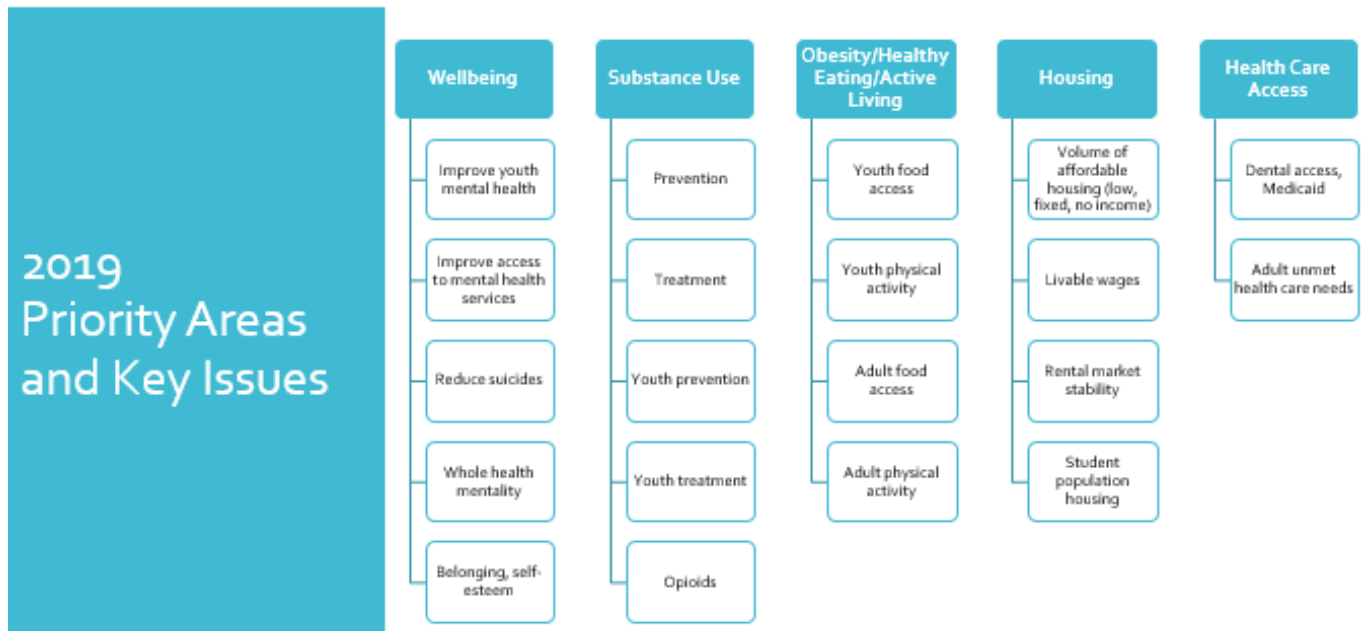 2019
Priority Areas
and Key Issues
Wellbeing
Improve youth
mental health
Improve access
to mental health
services
Reduce suicides
Whole health
mentality
Belonging, self-
esteem
Substance Use
Prevention
Treatment
Youth prevention
Youth treatment
Opioids
Obesity/Healthy
Eating/Active
Living
Youth food
access
Youth physical
activity
Adult food
access
Adult physical
activity
Housing
Volume of
affordable
housing (low,
fixed, no income)
Livable wages
Rental market
stability
Student
population
housing
Health Care
Access
Dental access,
Medicaid
Adult unmet
health care needs